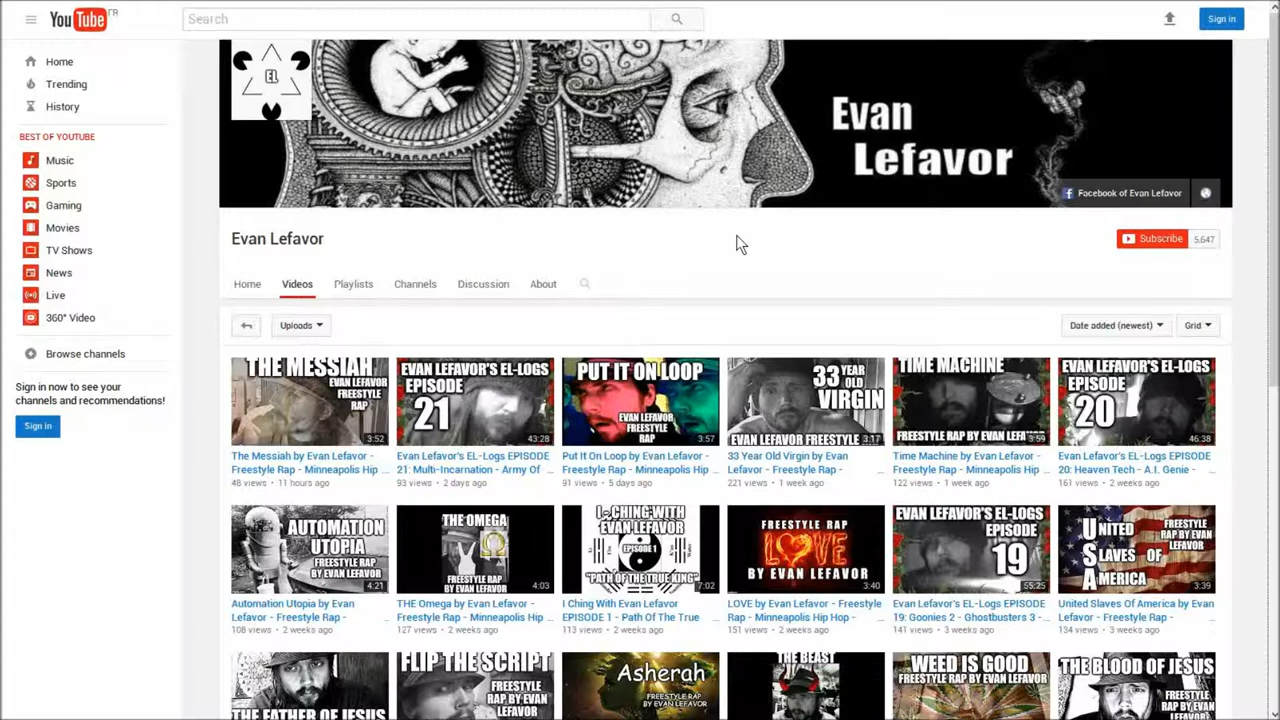 YouTube FR
Search
Sign in
Home
Trending
History
BEST OF YOUTUBE
Music
Sports
Gaming
Movies
TV Shows
News
Live
360° Video
Browse channels
Sign in now to see your
channels and recommendations!
Sign in
EL
Evan
Lefavor
Facebook of Evan Lefavor
Evan Lefavor
Subscribe 5,647
Home Videos Playlists Channels Discussion About
Uploads
Date added (newest)
Grid
THE MESSIAH
EVAN LEFAVOR
FREESTYLE
RAP
3:52
The Messiah by Evan Lefavor -
Freestyle Rap - Minneapolis Hip
48 views • 11 hours ago
EVAN LEFAVOR'S EL-LOGS
EPISODE
21
43:28
Evan Lefavor's EL-Logs EPISODE
21: Multi-Incarnation - Army Of
93 views • 2 days ago
PUT IT ON LOOP
EVAN LEFAVOR
FREESTYLE
RAP
3:57
Put It On Loop by Evan Lefavor -
Freestyle Rap - Minneapolis Hip
91 views • 5 days ago
33 YEAR
OLD
VIRGIN
EVAN LEFAVOR FREESTYLE
3:17
33 Year Old Virgin by Evan
Lefavor - Freestyle Rap -
221 views • 1 week ago
TIME MACHINE
FREESTYLE RAP BY EVAN LEFA
3:59
Time Machine by Evan Lefavor -
Freestyle Rap - Minneapolis Hip
122 views • 1 week ago
EVAN LEFAVOR'S EL-LOGS
EPISODE
20
46:38
Evan Lefavor's EL-Logs EPISODE
20: Heaven Tech - A.I. Genie -
161 views • 2 weeks ago
AUTOMATION
UTOPIA
FREESTYLE RAP
BY EVAN LEFAVOR
4:21
Automation Utopia by Evan
Lefavor - Freestyle Rap -
108 views • 2 weeks ago
THE OMEGA
Ω
FREESTYLE RAP
BY EVAN LEFAVOR
4:03
THE Omega by Evan Lefavor -
Freestyle Rap - Minneapolis Hip
127 views • 2 weeks ago
I CHING WITH
EVAN LEFAVOR
EPISODE 1
"PATH OF THE TRUE KING"
7:02
I Ching With Evan Lefavor
EPISODE 1 - Path Of The True
113 views • 2 weeks ago
FREESTYLE RAP
LOVE
BY EVAN LEFAVOR
3:40
LOVE by Evan Lefavor - Freestyle
Rap - Minneapolis Hip Hop -
151 views • 2 weeks ago
EVAN LEFAVOR'S EL-LOGS
EPISODE
19
55:25
Evan Lefavor's EL-Logs EPISODE
19: Goonies 2 - Ghostbusters 3 -
141 views • 3 weeks ago
UNITED
SLAVES OF
AMERICA
FREESTYLE
RAP BY EVAN
LEFAVOR
3:39
United Slaves Of America by Evan
Lefavor - Freestyle Rap -
134 views • 3 weeks ago
THE FATHER OF JESUS
FLIP THE SCRIPT
FREESTYLE
RAP BY
EVAN
LEFAVOR
Asherah
FREESTYLE RAP
BY EVAN LEFAVOR
THE BEAST
WEED IS GOOD
FREESTYLE RAP BY EVAN LEFAVOR
THE BLOOD OF JESUS
FREESTYLE
RAP BY